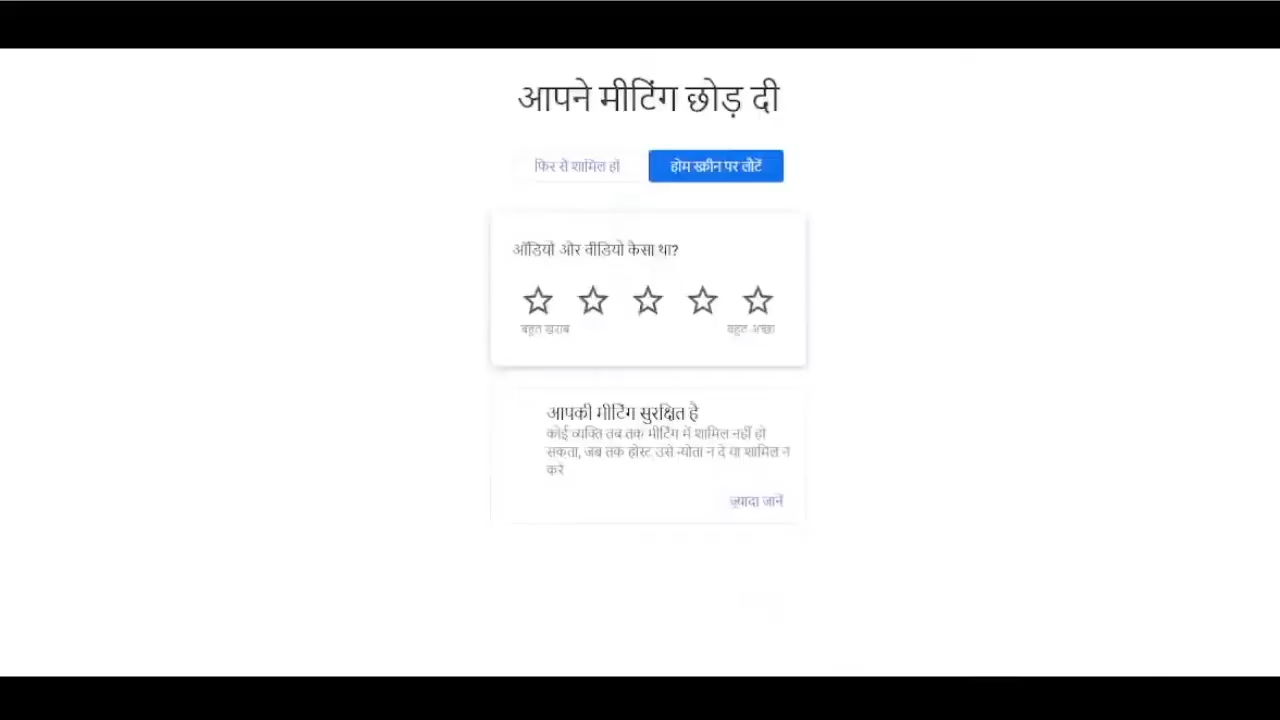 आपने मीटिंग छोड़ दी
फिर से शामिल हों
होम स्क्रीन पर लौटें
ऑडियो और वीडियो कैसा था?
बहुत खराब
बहुत अच्छा
आपकी मीटिंग सुरक्षित है
कोई व्यक्ति तब तक मीटिंग में शामिल नहीं हो
सकता, जब तक होस्ट उसे न्योता न दे या शामिल न
करे
ज़्यादा जानें